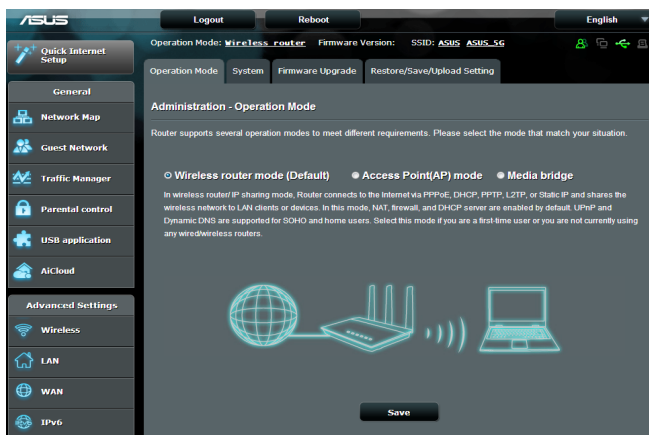 ASUS
Logout
Reboot
English
Quick Internet
Setup
Operation Mode: Wireless router Firmware Version: SSID: ASUS ASUS_5G
Operation Mode
System
Firmware Upgrade
Restore/Save/Upload Setting
General
Network Map
Guest Network
Traffic Manager
Parental control
USB application
AiCloud
Advanced Settings
Wireless
LAN
WAN
IPv6
Administration - Operation Mode
Router supports several operation modes to meet different requirements. Please select the mode that match your situation.
Wireless router mode (Default)
Access Point(AP) mode
Media bridge
In wireless router/ IP sharing mode, Router connects to the Internet via PPPoE, DHCP, PPTP, L2TP, or Static IP and shares the
wireless network to LAN clients or devices. In this mode, NAT, firewall, and DHCP server are enabled by default. UPnP and
Dynamic DNS are supported for SOHO and home users. Select this mode if you are a first-time user or you are not currently using
any wired/wireless routers.
Save